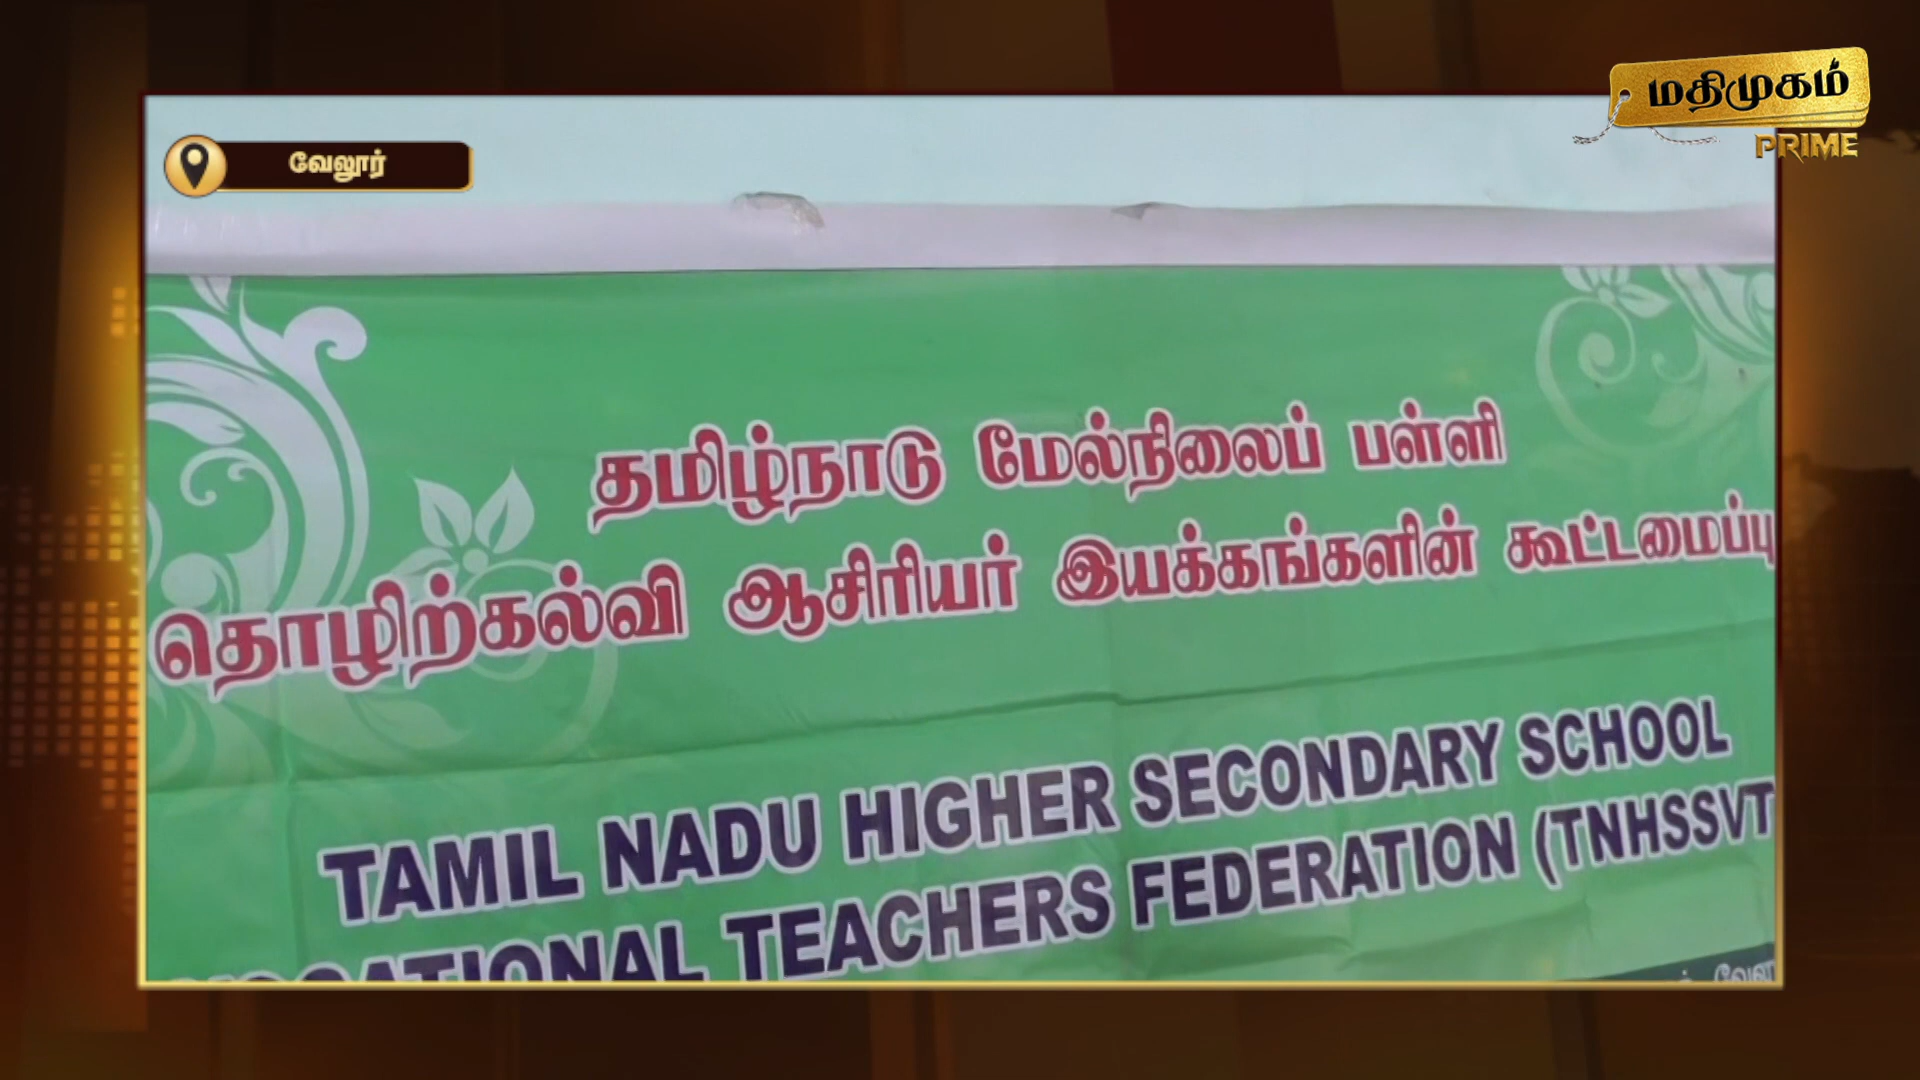 மதிமுகம்
PRIME
வேலூர்
தமிழ்நாடு மேல்நிலைப் பள்ளி
தொழிற்கல்வி ஆசிரியர் இயக்கங்களின் கூட்டமைப்பு
TAMIL NADU HIGHER SECONDARY SCHOOL
TEACHERS FEDERATION (TNHSSVT